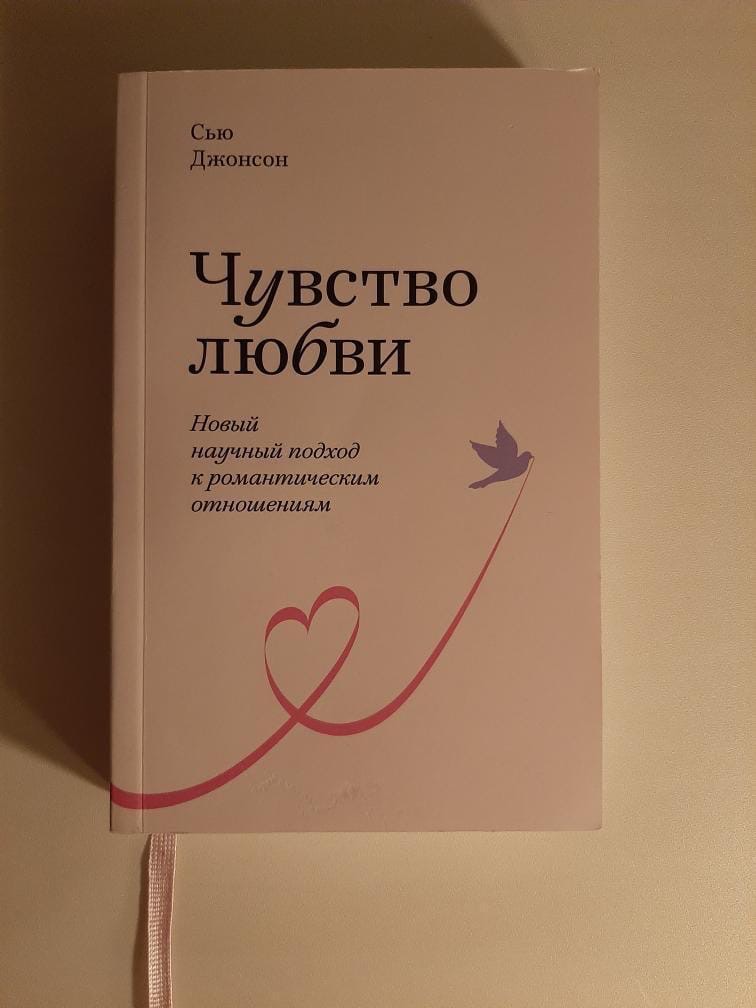 Сью
Джонсон
Чувство
любви
Новый
научный подход
к романтическим
отношениям